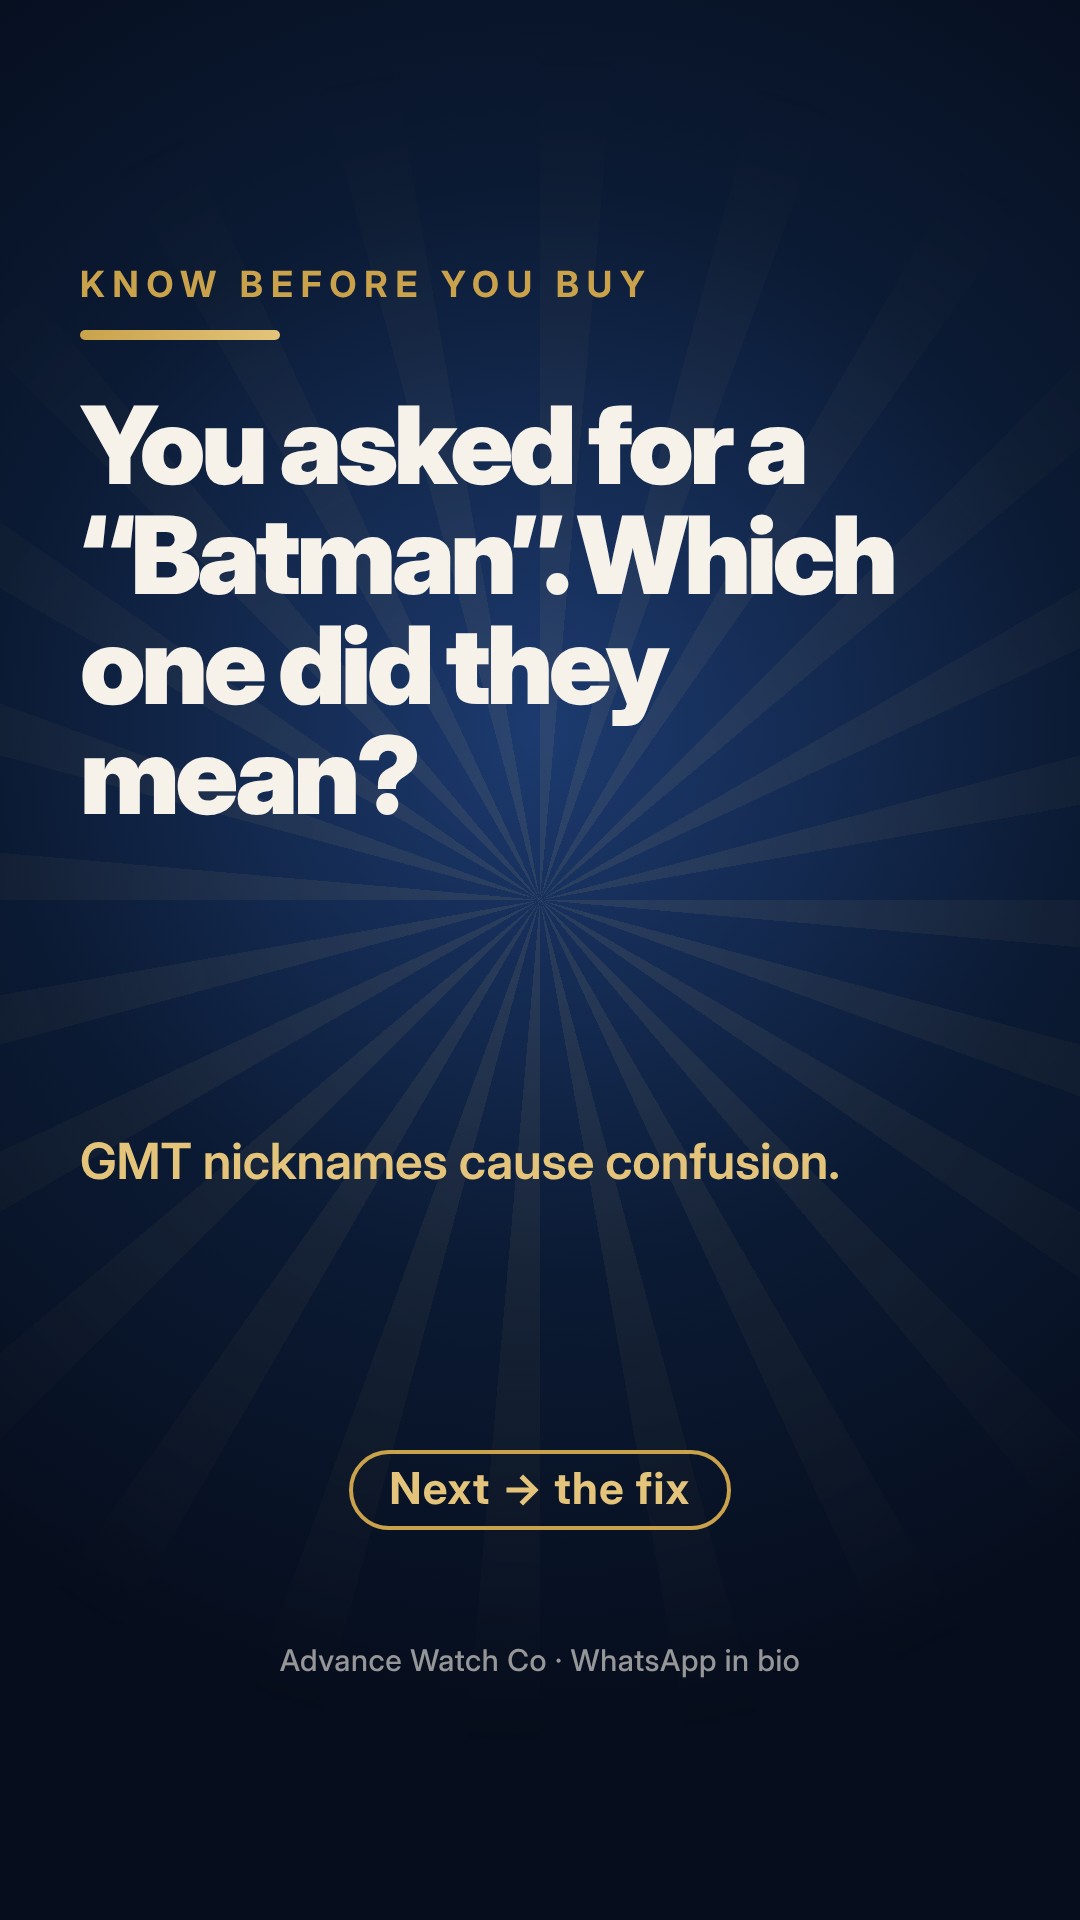 KNOW BEFORE YOU BUY
You asked for a
“Batman”. Which
one did they
mean?
GMT nicknames cause confusion.
Next → the fix
Advance Watch Co · WhatsApp in bio